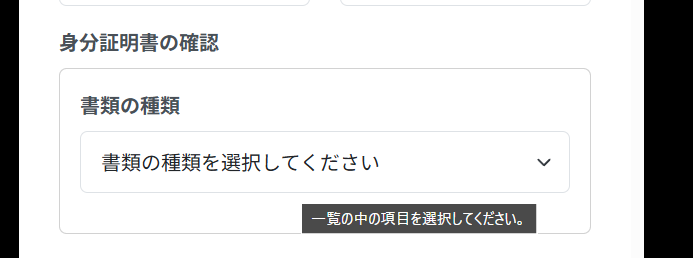 身分証明書の確認
書類の種類
書類の種類を選択してください
一覧の中の項目を選択してください。